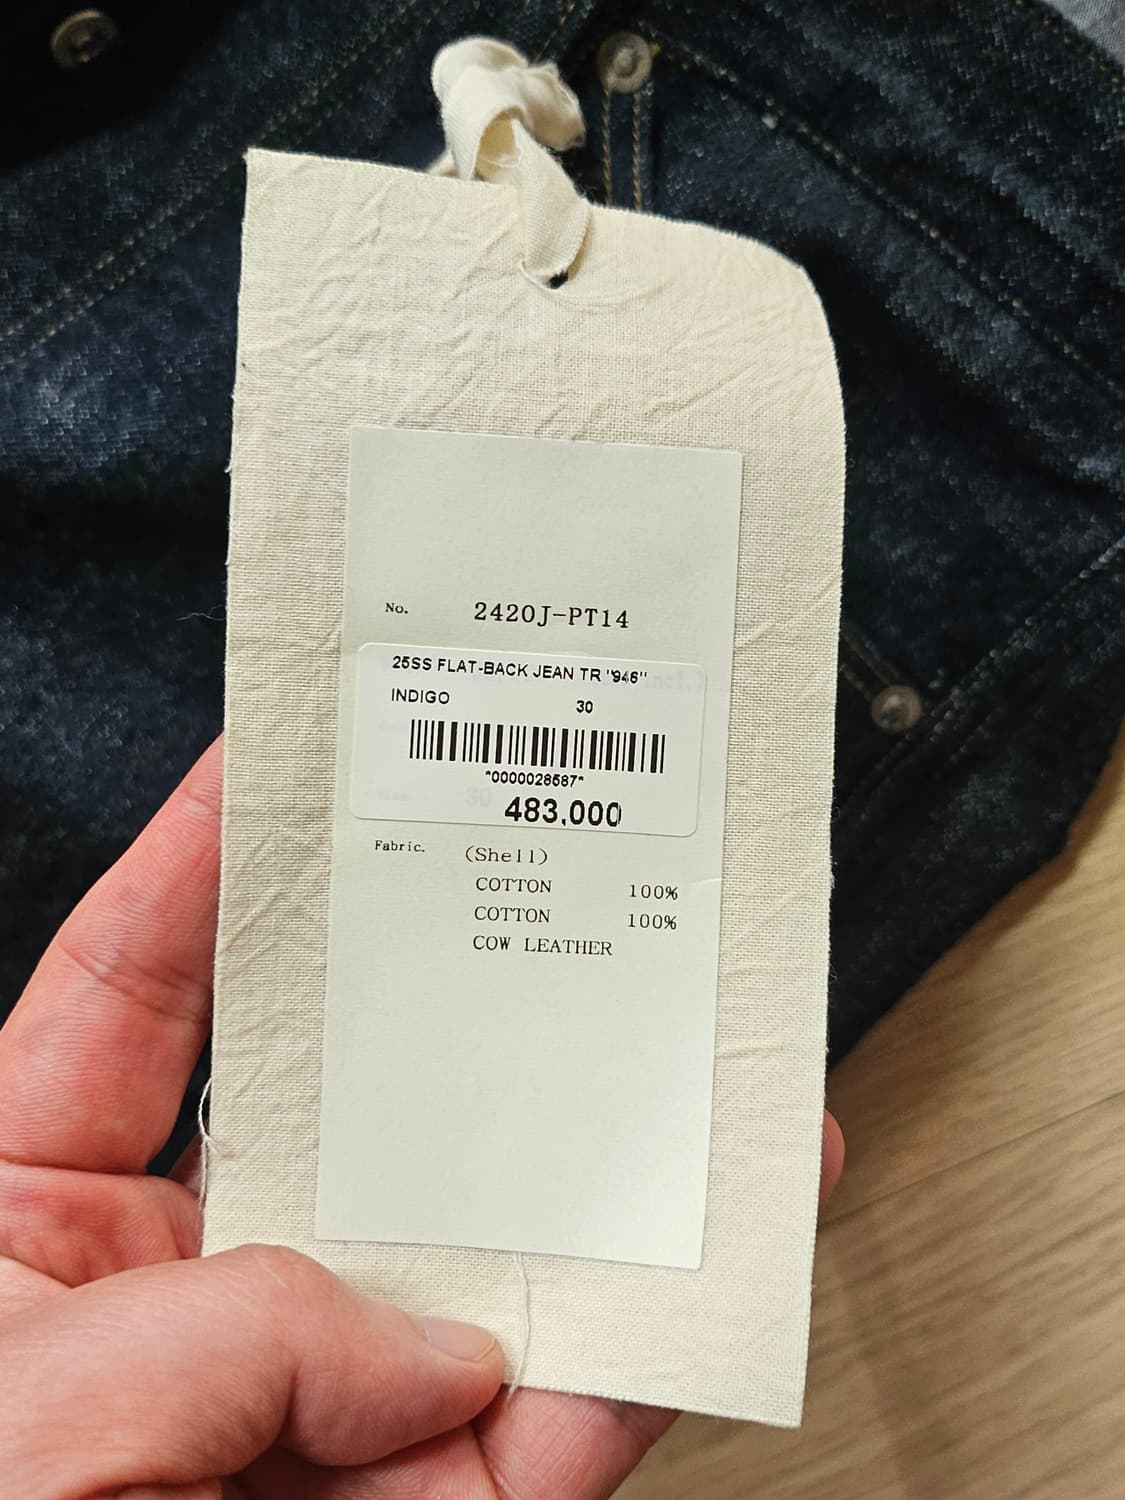 No. 2420J-PT14
25SS FLAT-BACK JEAN TR "946"
INDIGO 30
*0000028587*
483,000
Fabric. (Shell)
COTTON 100%
COTTON 100%
COW LEATHER